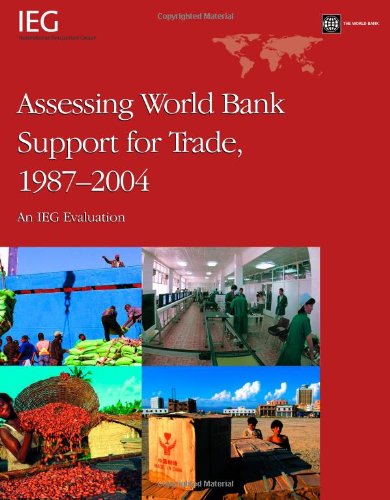 Copyrighted Material
IEG
Independent Evaluation Group
THE WORLD BANK
Assessing World Bank
Support for Trade,
1987–2004
An IEG Evaluation